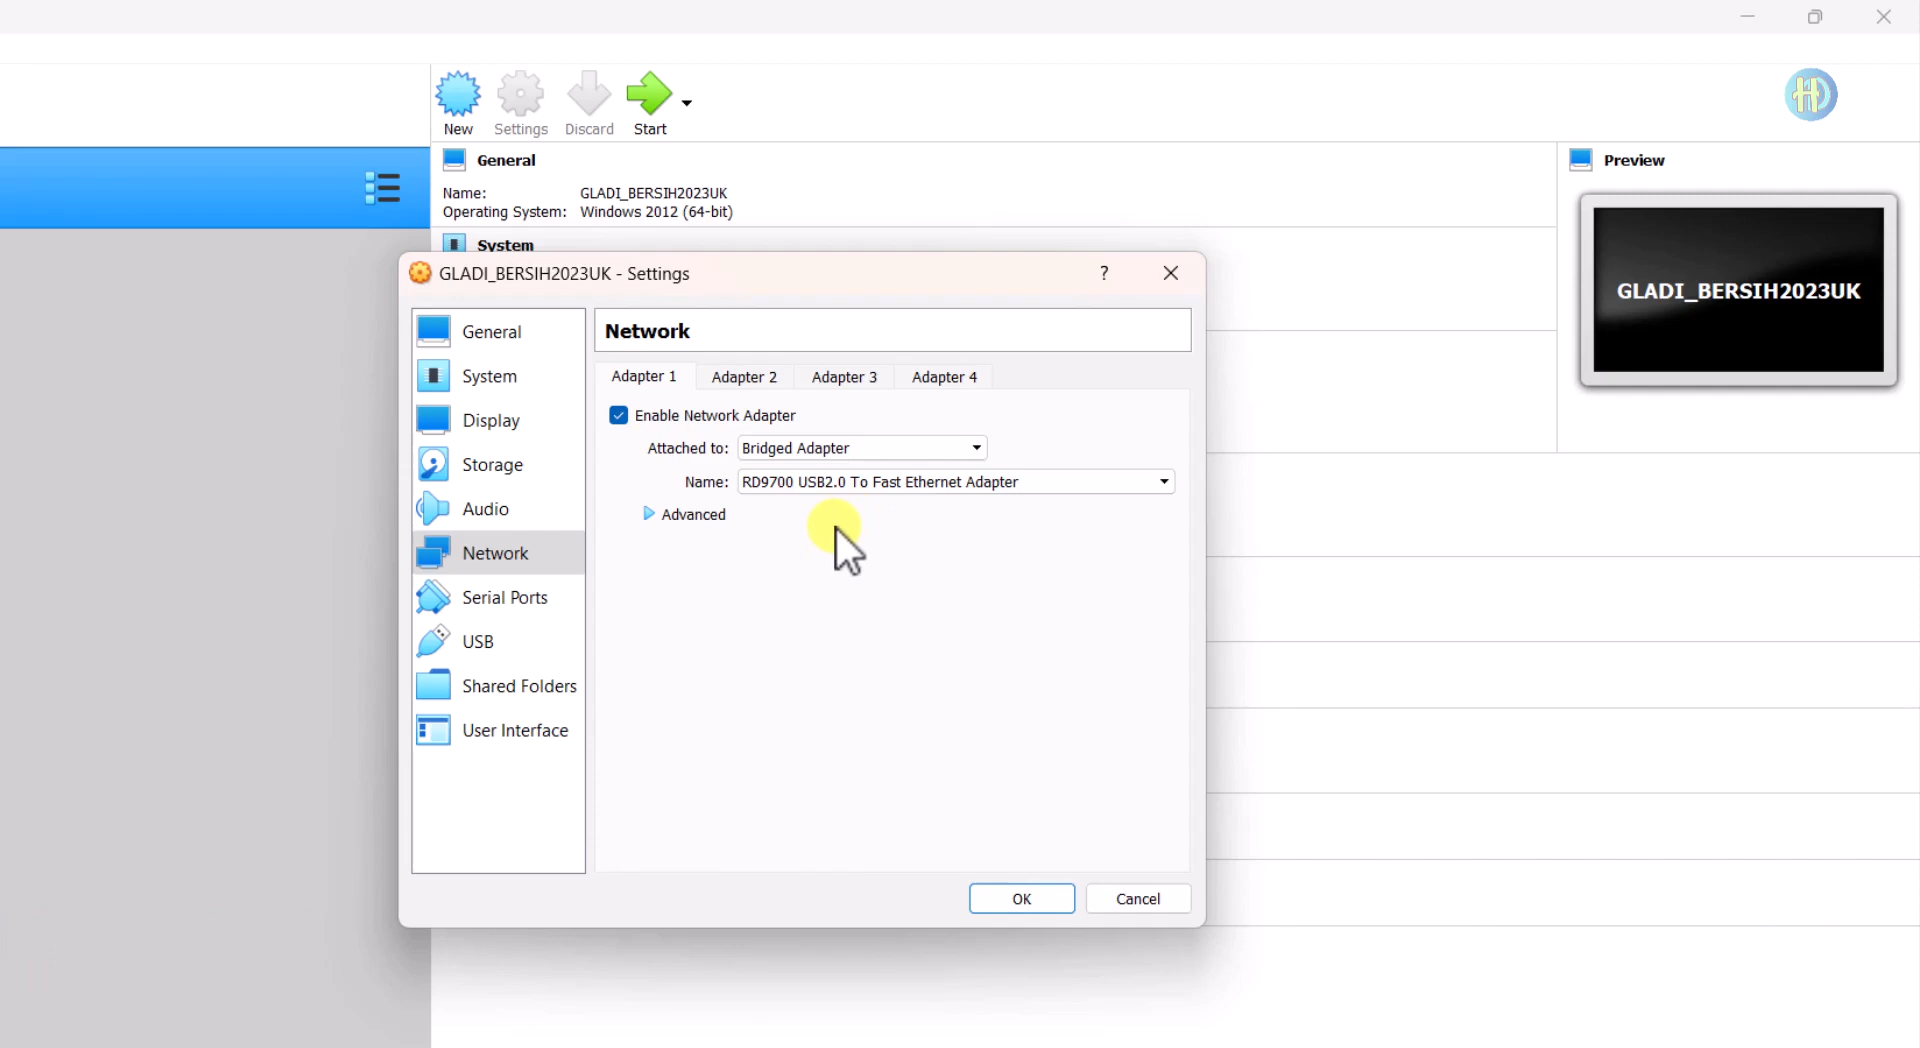 New
Settings
Discard
Start
General
Name: GLADI_BERSIH2023UK
Operating System: Windows 2012 (64-bit)
System
Preview
GLADI_BERSIH2023UK
GLADI_BERSIH2023UK - Settings
?
General
System
Display
Storage
Audio
Network
Serial Ports
USB
Shared Folders
User Interface
Network
Adapter 1 Adapter 2 Adapter 3 Adapter 4
Enable Network Adapter
Attached to: Bridged Adapter
Name: RD9700 USB2.0 To Fast Ethernet Adapter
Advanced
OK
Cancel